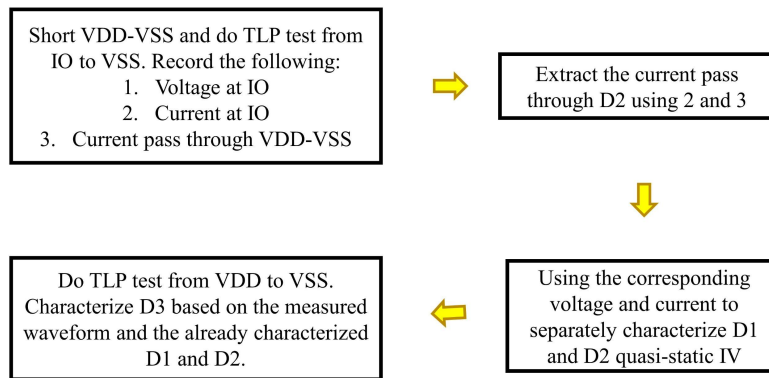 Short VDD-VSS and do TLP test from
IO to VSS. Record the following:
1. Voltage at IO
2. Current at IO
3. Current pass through VDD-VSS
Extract the current pass
through D2 using 2 and 3
Using the corresponding
voltage and current to
separately characterize D1
and D2 quasi-static IV
Do TLP test from VDD to VSS.
Characterize D3 based on the measured
waveform and the already characterized
D1 and D2.